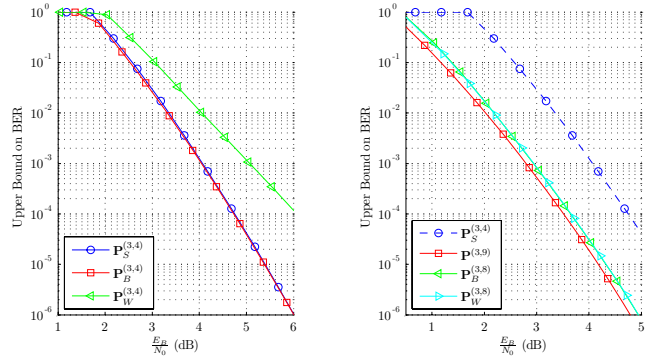 10^0
10^-1
10^-2
10^-3
10^-4
10^-5
10^-6
Upper Bound on BER
1 2 3 4 5 6
E_B/N_0 (dB)
P_S^(3,4)
P_B^(3,4)
P_W^(3,4)
10^0
10^-1
10^-2
10^-3
10^-4
10^-5
10^-6
Upper Bound on BER
1 2 3 4 5
E_B/N_0 (dB)
P_S^(3,4)
P^(3,9)
P_B^(3,8)
P_W^(3,8)